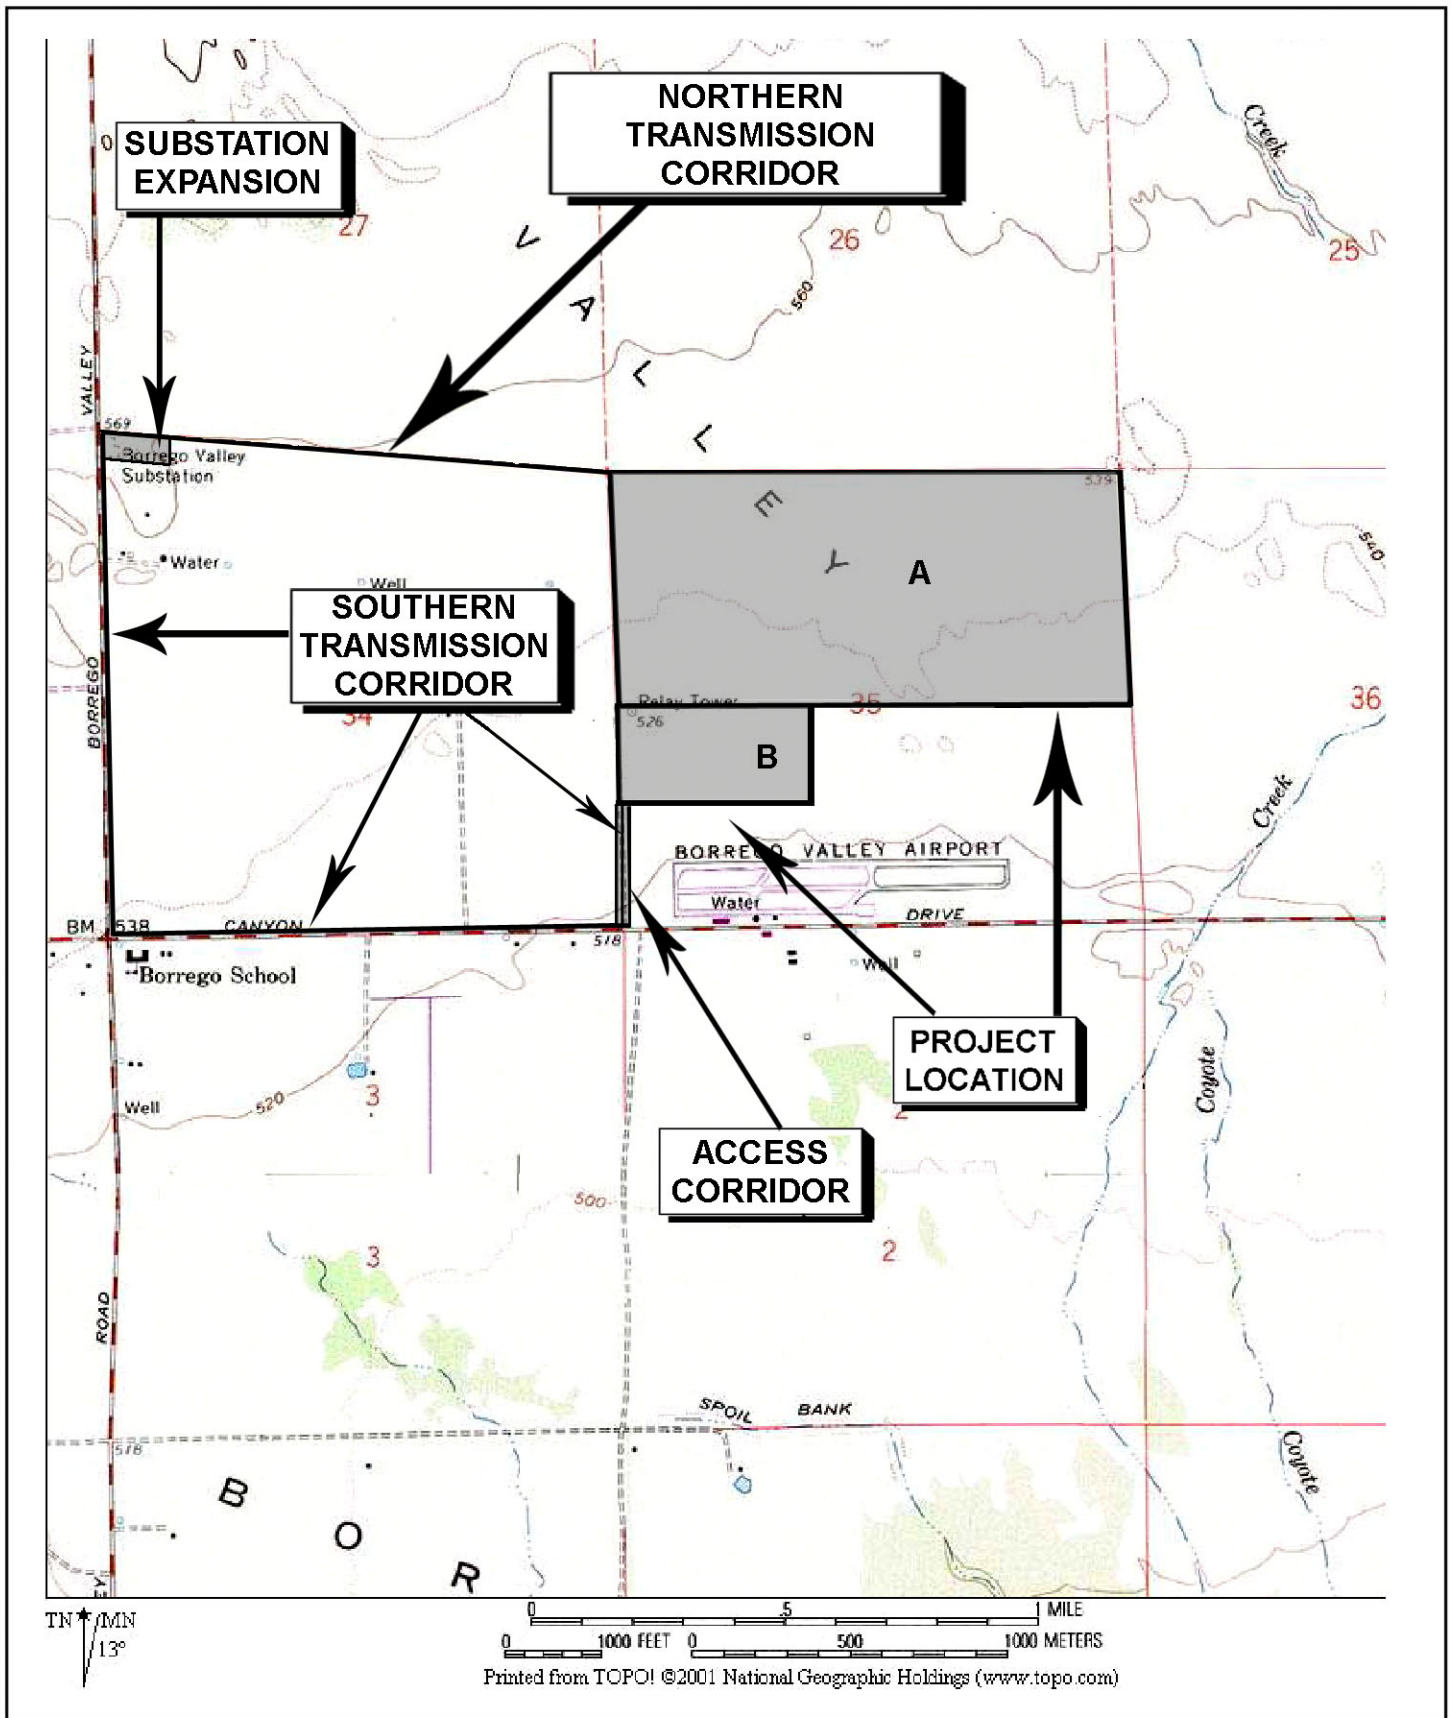 NORTHERN
TRANSMISSION
CORRIDOR
SUBSTATION
EXPANSION
Creek
27
26
25
V
A
L
L
E
Y
560
VALLEY
569
Borrego Valley
Substation
539
540
Water
Well
A
SOUTHERN
TRANSMISSION
CORRIDOR
BORROGO
34
Relay Tower
526
35
36
B
Creek
BORREGO VALLEY AIRPORT
Water
DRIVE
BM
538
CANYON
518
Well
Borrego School
PROJECT
LOCATION
Coyote
3
2
Well
520
ACCESS
CORRIDOR
500
3
2
ROAD
SPOIL BANK
518
Coyote
B
O
R
EY
TN
MN
13°
0 .5 1 MILE
0 1000 FEET 0 500 1000 METERS
Printed from TOPO! ©2001 National Geographic Holdings (www.topo.com)